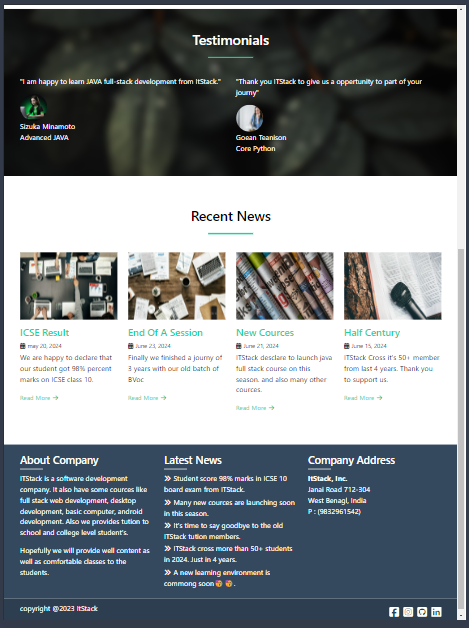 Testimonials
"I am happy to learn JAVA full-stack development from ItStack."
Sizuka Minamoto
Advanced JAVA
"Thank you ITStack to give us a opportunity to part of your
journy"
Goean Teanison
Core Python
Recent News
ICSE Result
may 20, 2024
We are happy to declare that
our student got 98% percent
marks on ICSE class 10.
Read More
End Of A Session
June 23, 2024
Finally we finished a journy of
3 years with our old batch of
BVoc
Read More
New Cources
June 21, 2024
ITStack desclare to launch java
full stack course on this
season. and also many other
cources.
Read More
Half Century
June 15, 2024
ITStack Cross it's 50+ member
from last 4 years. Thank you
to support us.
Read More
About Company
ITStack is a software development
company. It also have some cources like
full stack web development, desktop
development, basic computer, android
development. Also we provides tution to
school and college level student's.
Hopefully we will provide well content as
well as comfortable classes to the
students.
Latest News
Student score 98% marks in ICSE 10
board exam from ITStack.
Many new cources are launching soon
in this season.
It's time to say goodbye to the old
ITStack tution members.
ITStack cross more than 50+ students
in 2024. Just in 4 years.
A new learning environment is
commong soon 🥳 🥳 .
Company Address
ItStack, Inc.
Janai Road 712-304
West Benagl, India
P : (9832961542)
copyright @2023 ItStack